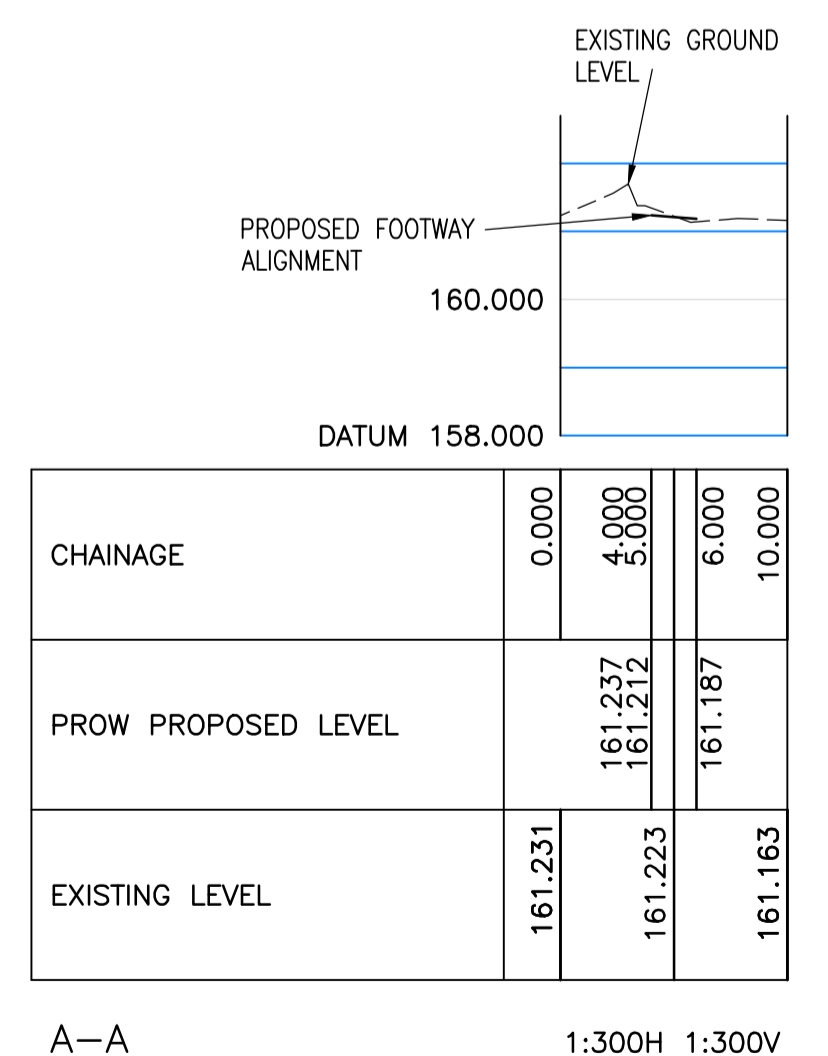 EXISTING GROUND
LEVEL
PROPOSED FOOTWAY
ALIGNMENT
160.000
DATUM 158.000
CHAINAGE
0.000
4.000
5.000
6.000
10.000
PROW PROPOSED LEVEL
161.237
161.212
161.187
EXISTING LEVEL
161.231
161.223
161.163
A-A
1:300H 1:300V